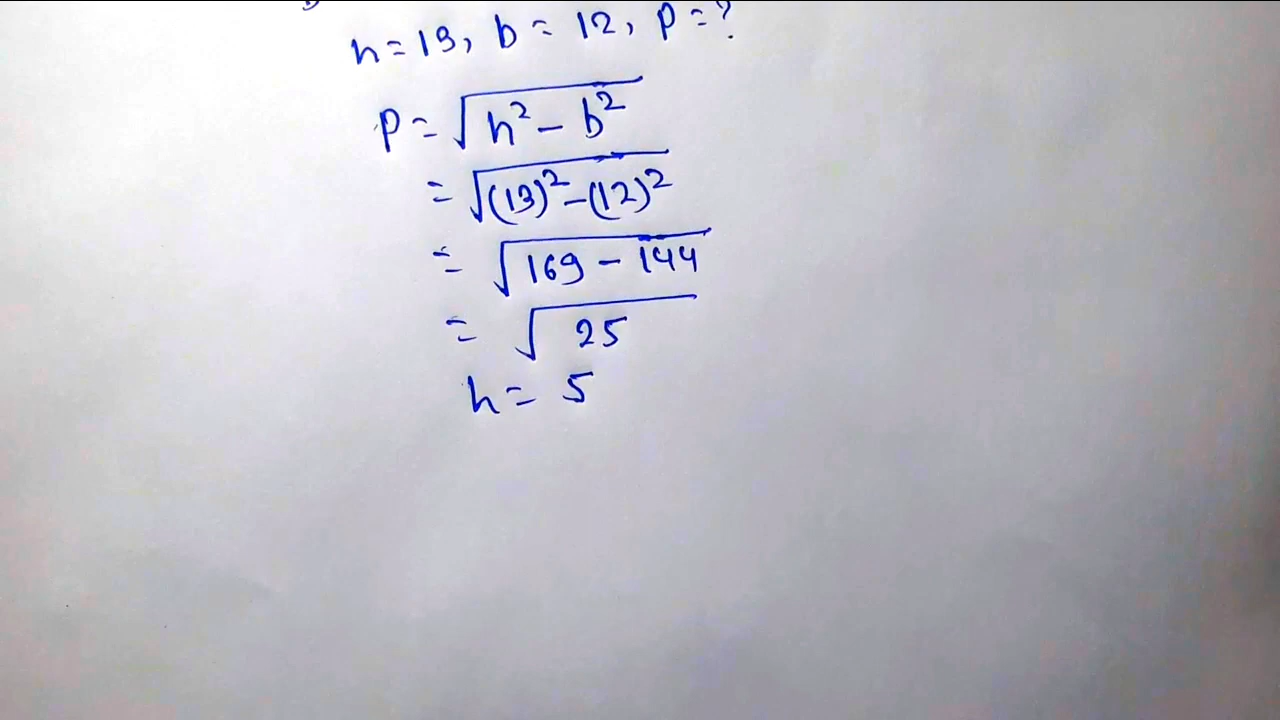 h = 13, b = 12, p = ?
p = √h² – b²
= √(13)² – (12)²
= √169 – 144
= √25
h = 5